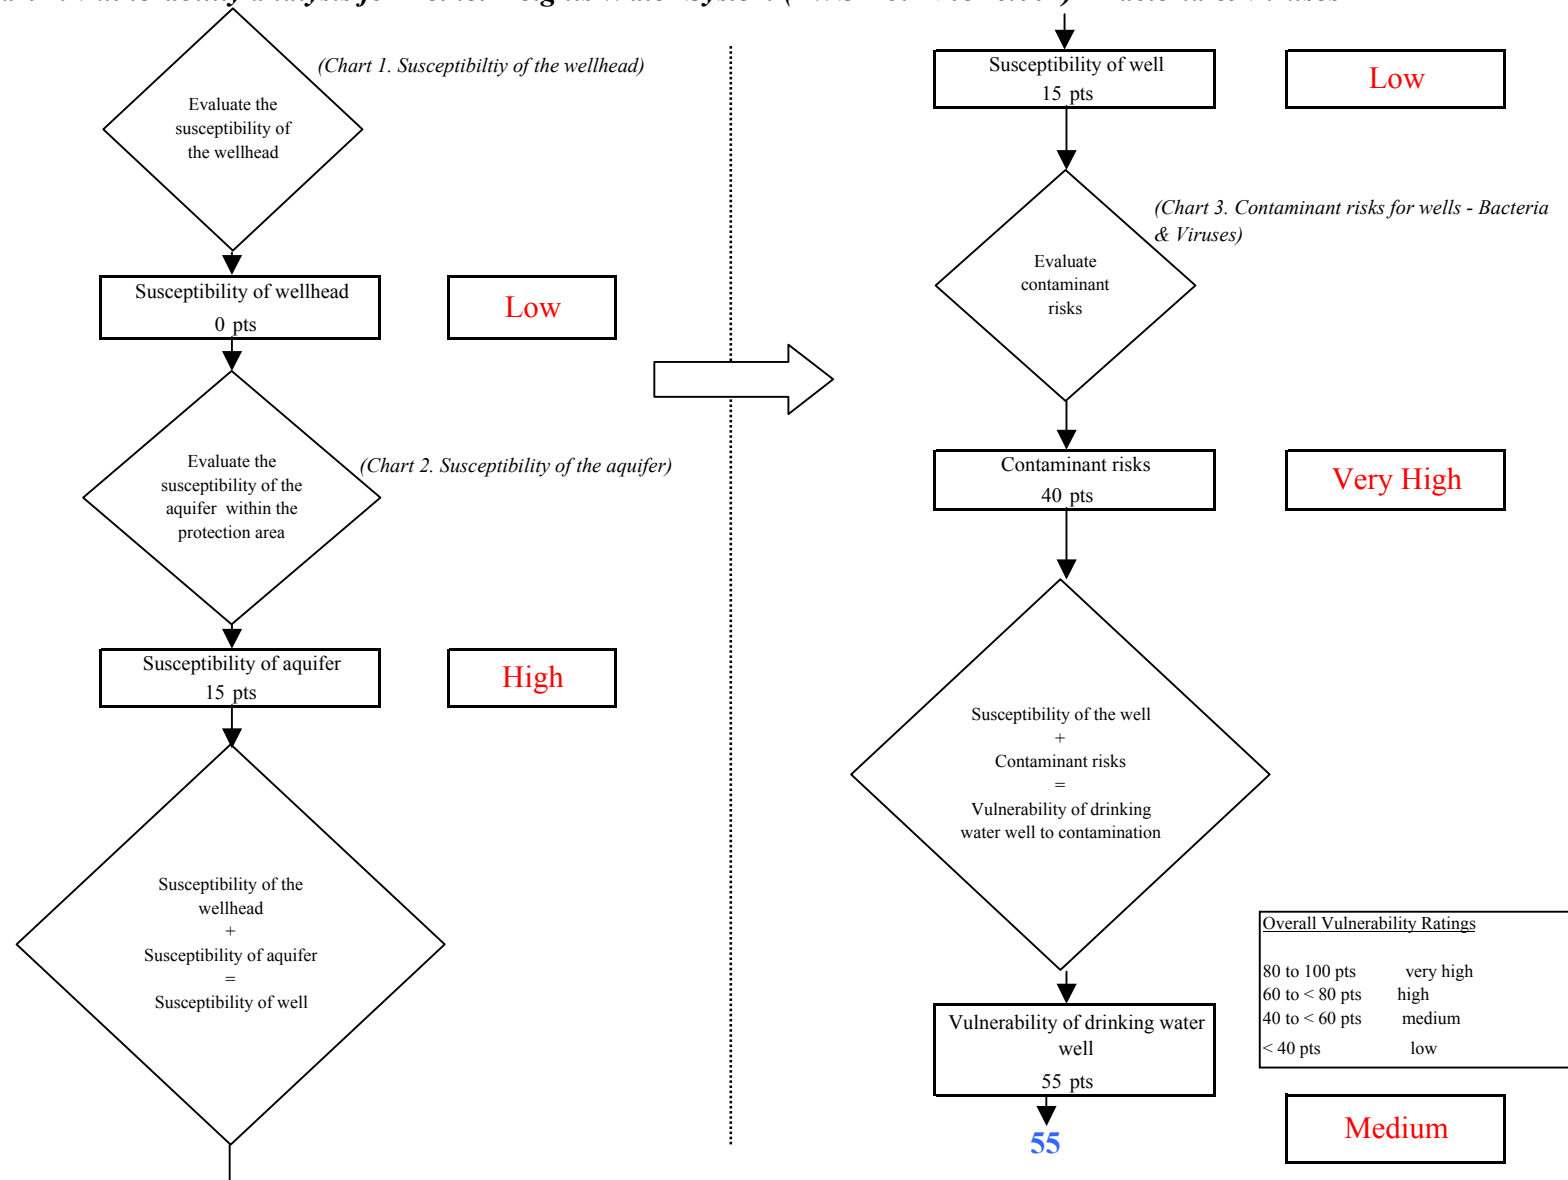 Water System
Bacteria & Viruses
(Chart 1. Susceptibiltiy of the wellhead)
Evaluate the
susceptibility of
the wellhead
Susceptibility of wellhead
0 pts
Low
Evaluate the
susceptibility of the
aquifer within the
protection area
(Chart 2. Susceptibility of the aquifer)
Susceptibility of aquifer
15 pts
High
Susceptibility of the
wellhead
+
Susceptibility of aquifer
=
Susceptibility of well
Susceptibility of well
15 pts
Low
(Chart 3. Contaminant risks for wells - Bacteria
& Viruses)
Evaluate
contaminant
risks
Contaminant risks
40 pts
Very High
Susceptibility of the well
+
Contaminant risks
=
Vulnerability of drinking
water well to contamination
Overall Vulnerability Ratings
80 to 100 pts very high
60 to < 80 pts high
40 to < 60 pts medium
< 40 pts low
Vulnerability of drinking water
well
55 pts
55
Medium